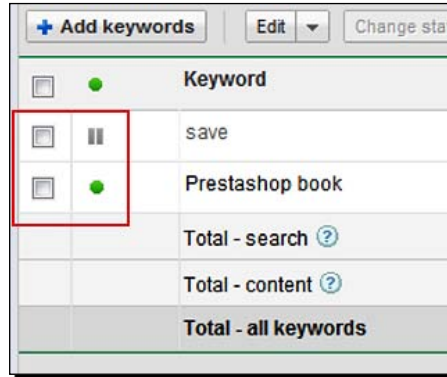 Add keywords Edit Change sta
Keyword
save
Prestashop book
Total - search ?
Total - content ?
Total - all keywords